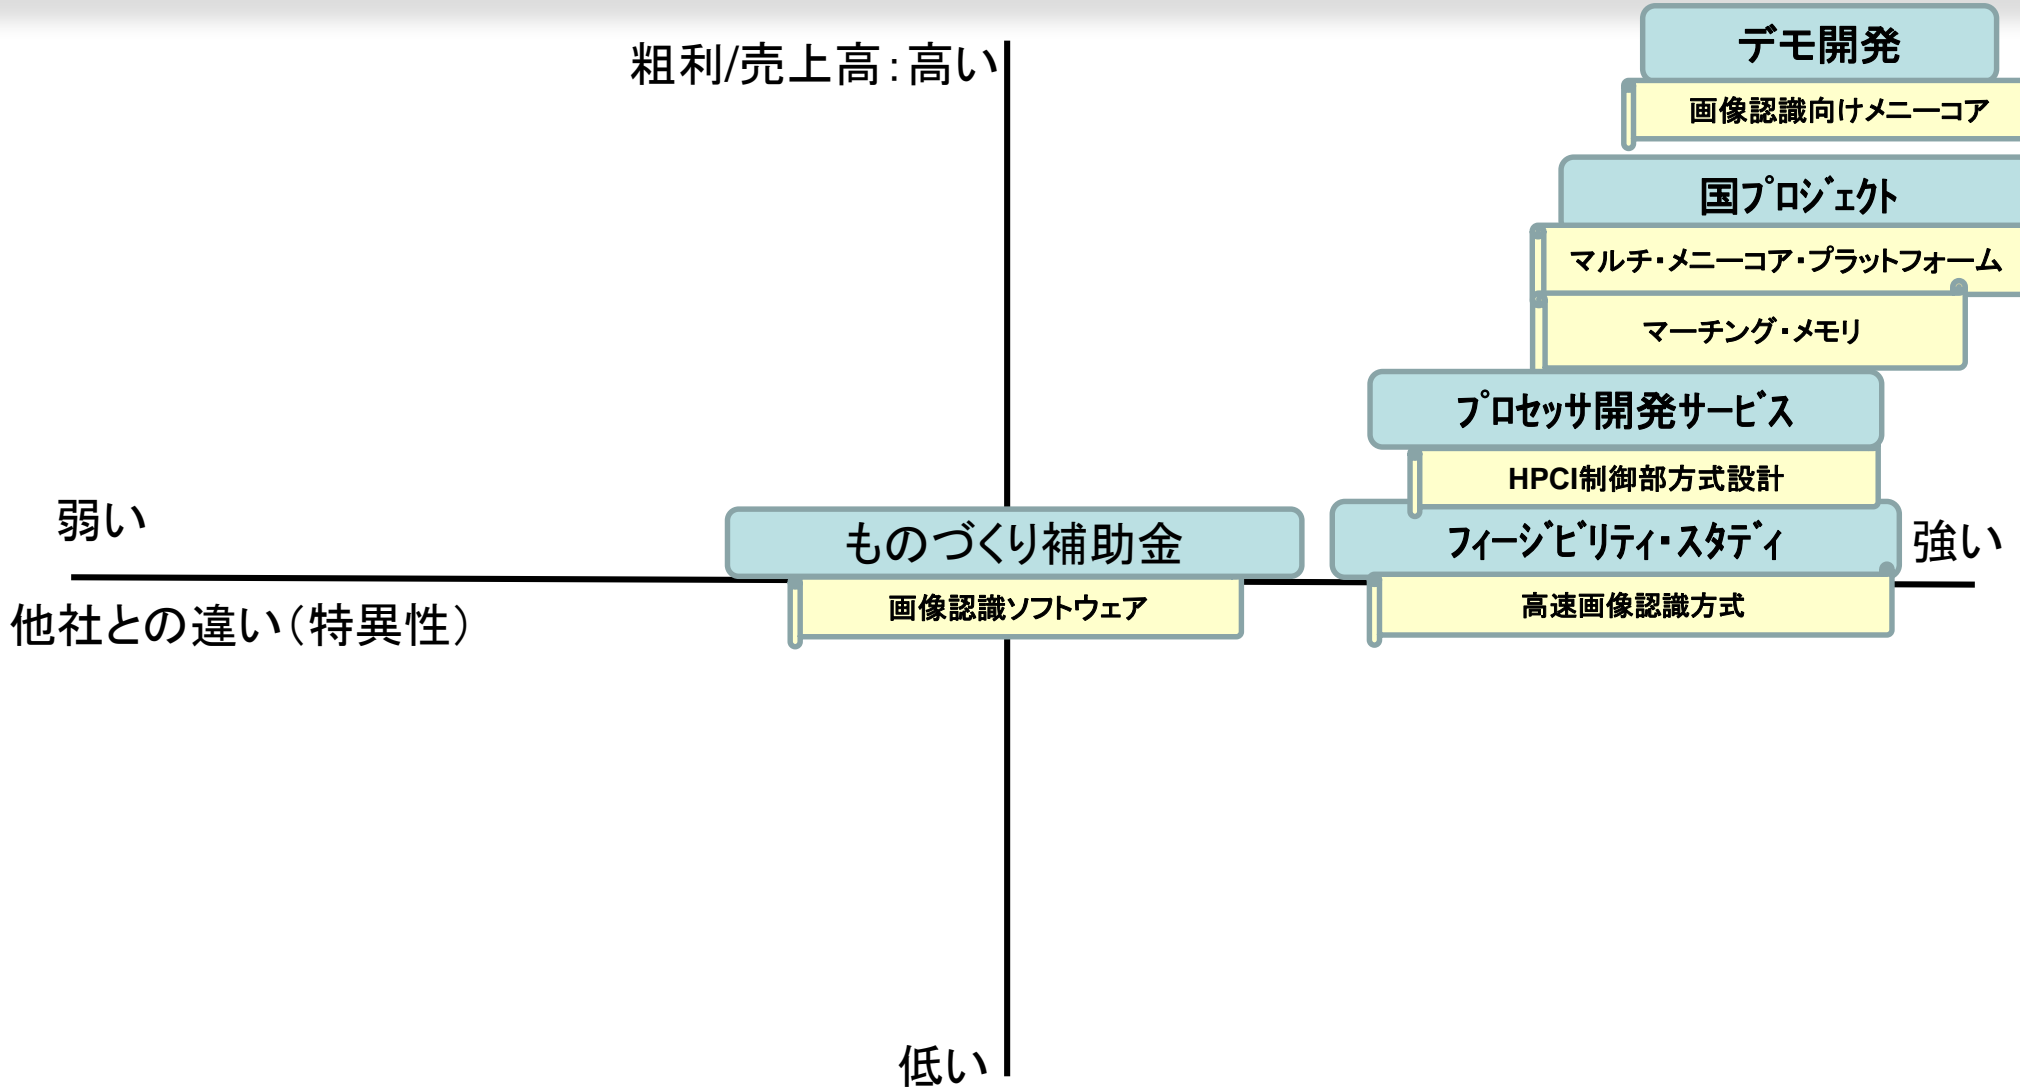 デモ開発
粗利/売上高:高い
画像認識向けメニーコア
国プロジェクト
マルチ・メニーコア・プラットフォーム
マーチング・メモリ
プロセッサ開発サービス
HPCI制御部方式設計
弱い
ものづくり補助金
フィージビリティ・スタディ
強い
他社との違い(特異性)
画像認識ソフトウェア
高速画像認識方式
低い